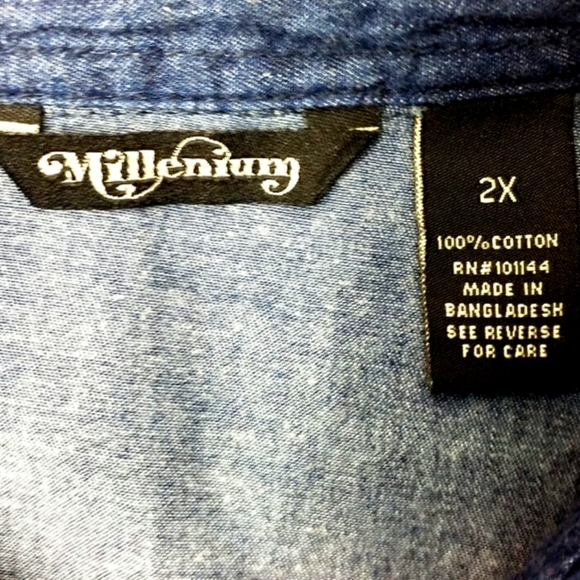 Millenium
2X
100%COTTON
RN#101144
MADE IN
BANGLADESH
SEE REVERSE
FOR CARE